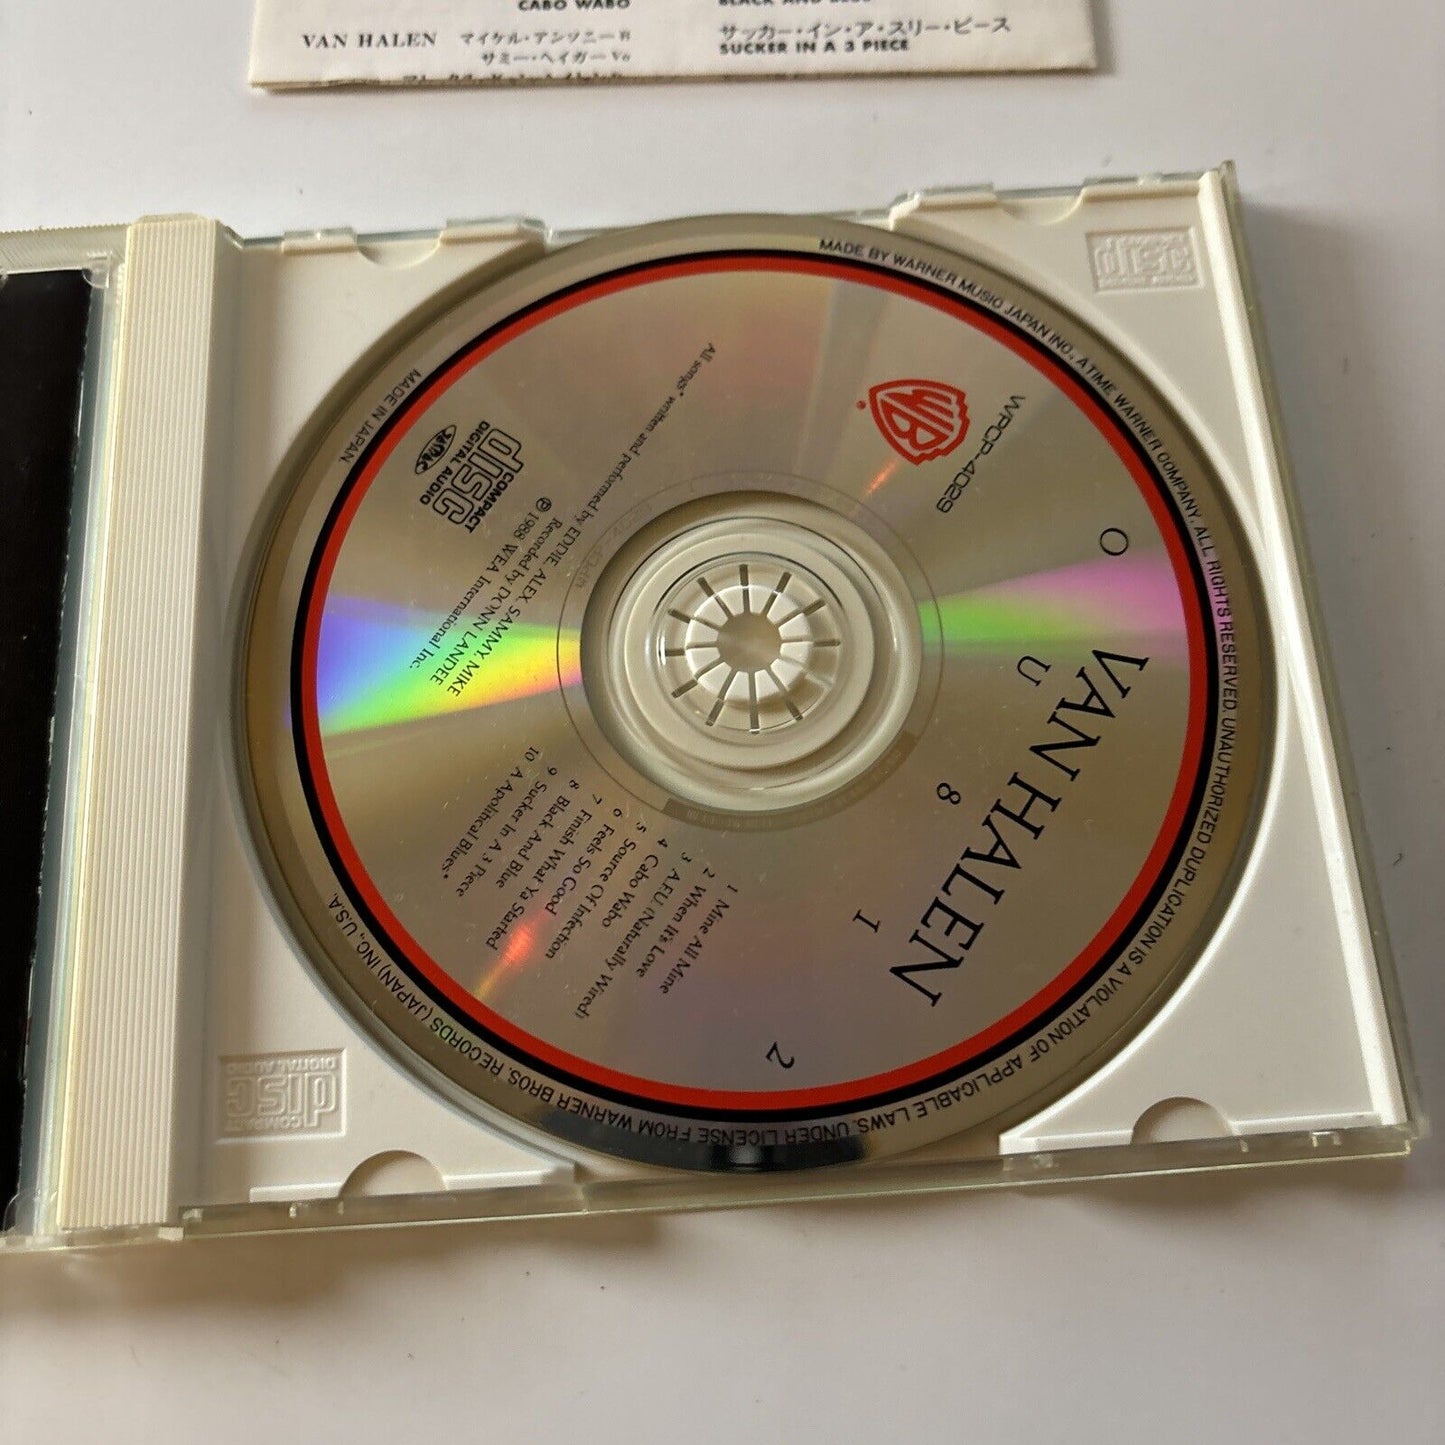 CABO WABO
BLACK AND BLUE
VAN HALEN マイケル・アンソニー B
サミー・ヘイガー Vo
サッカー・イン・ア・スリー・ピース
SUCKER IN A 3 PIECE
VAN HALEN
O U 8 1 2
WPCP-4029
WB
®
1 Mine All Mine
2 When It's Love
3 A.F.U. (Naturally Wired)
4 Cabo Wabo
5 Source Of Infection
6 Feels So Good
7 Finish What Ya Started
8 Black And Blue
9 Sucker In A 3 Piece
10 A Apolitical Blues*
All songs* written and performed by EDDIE, ALEX, SAMMY, MIKE
Recorded by DONN LANDEE
℗ 1988 WEA International Inc.
COMPACT
disc
DIGITAL AUDIO
MADE IN JAPAN.
MADE BY WARNER MUSIC JAPAN INC., A TIME WARNER COMPANY. ALL RIGHTS RESERVED. UNAUTHORIZED DUPLICATION IS A VIOLATION OF APPLICABLE LAWS. UNDER LICENSE FROM WARNER BROS. RECORDS (JAPAN) INC., U.S.A.
COMPACT
disc
DIGITAL AUDIO
COMPACT
disc
DIGITAL AUDIO